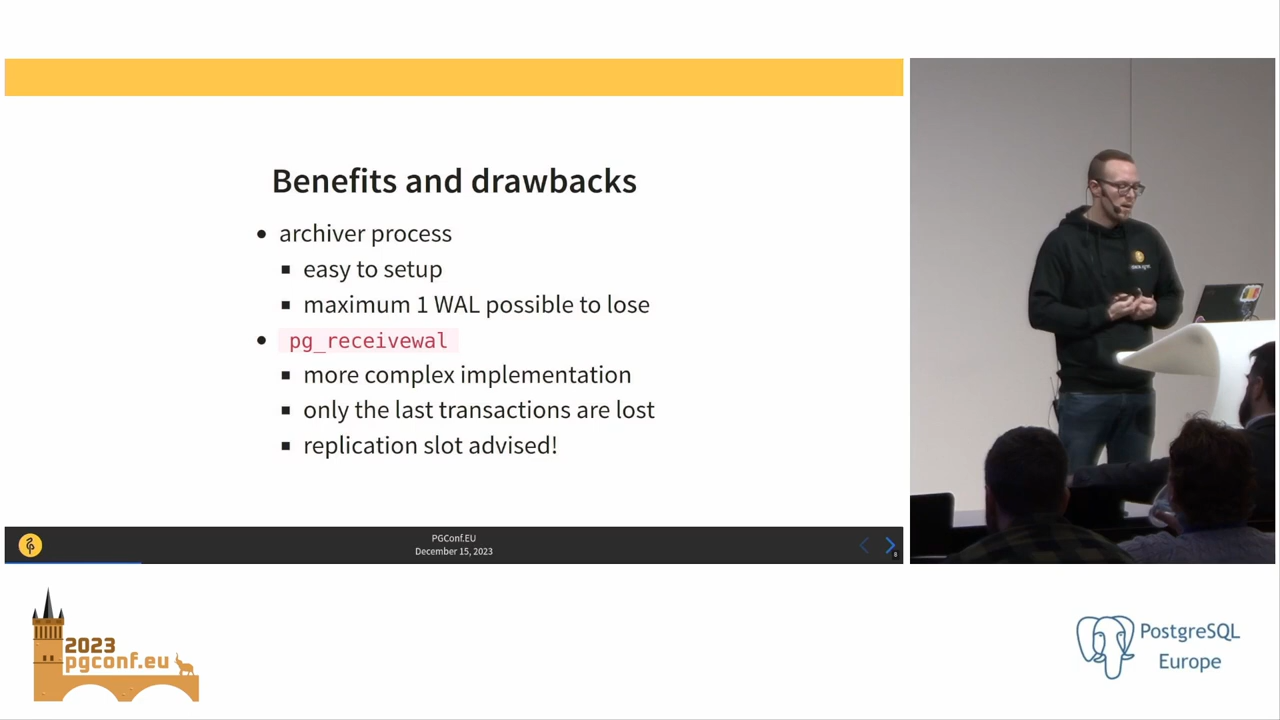 Benefits and drawbacks
archiver process
easy to setup
maximum 1 WAL possible to lose
pg_receivewal
more complex implementation
only the last transactions are lost
replication slot advised!
PGConf.EU
December 15, 2023
8
2023
pgconf.eu
PostgreSQL
Europe